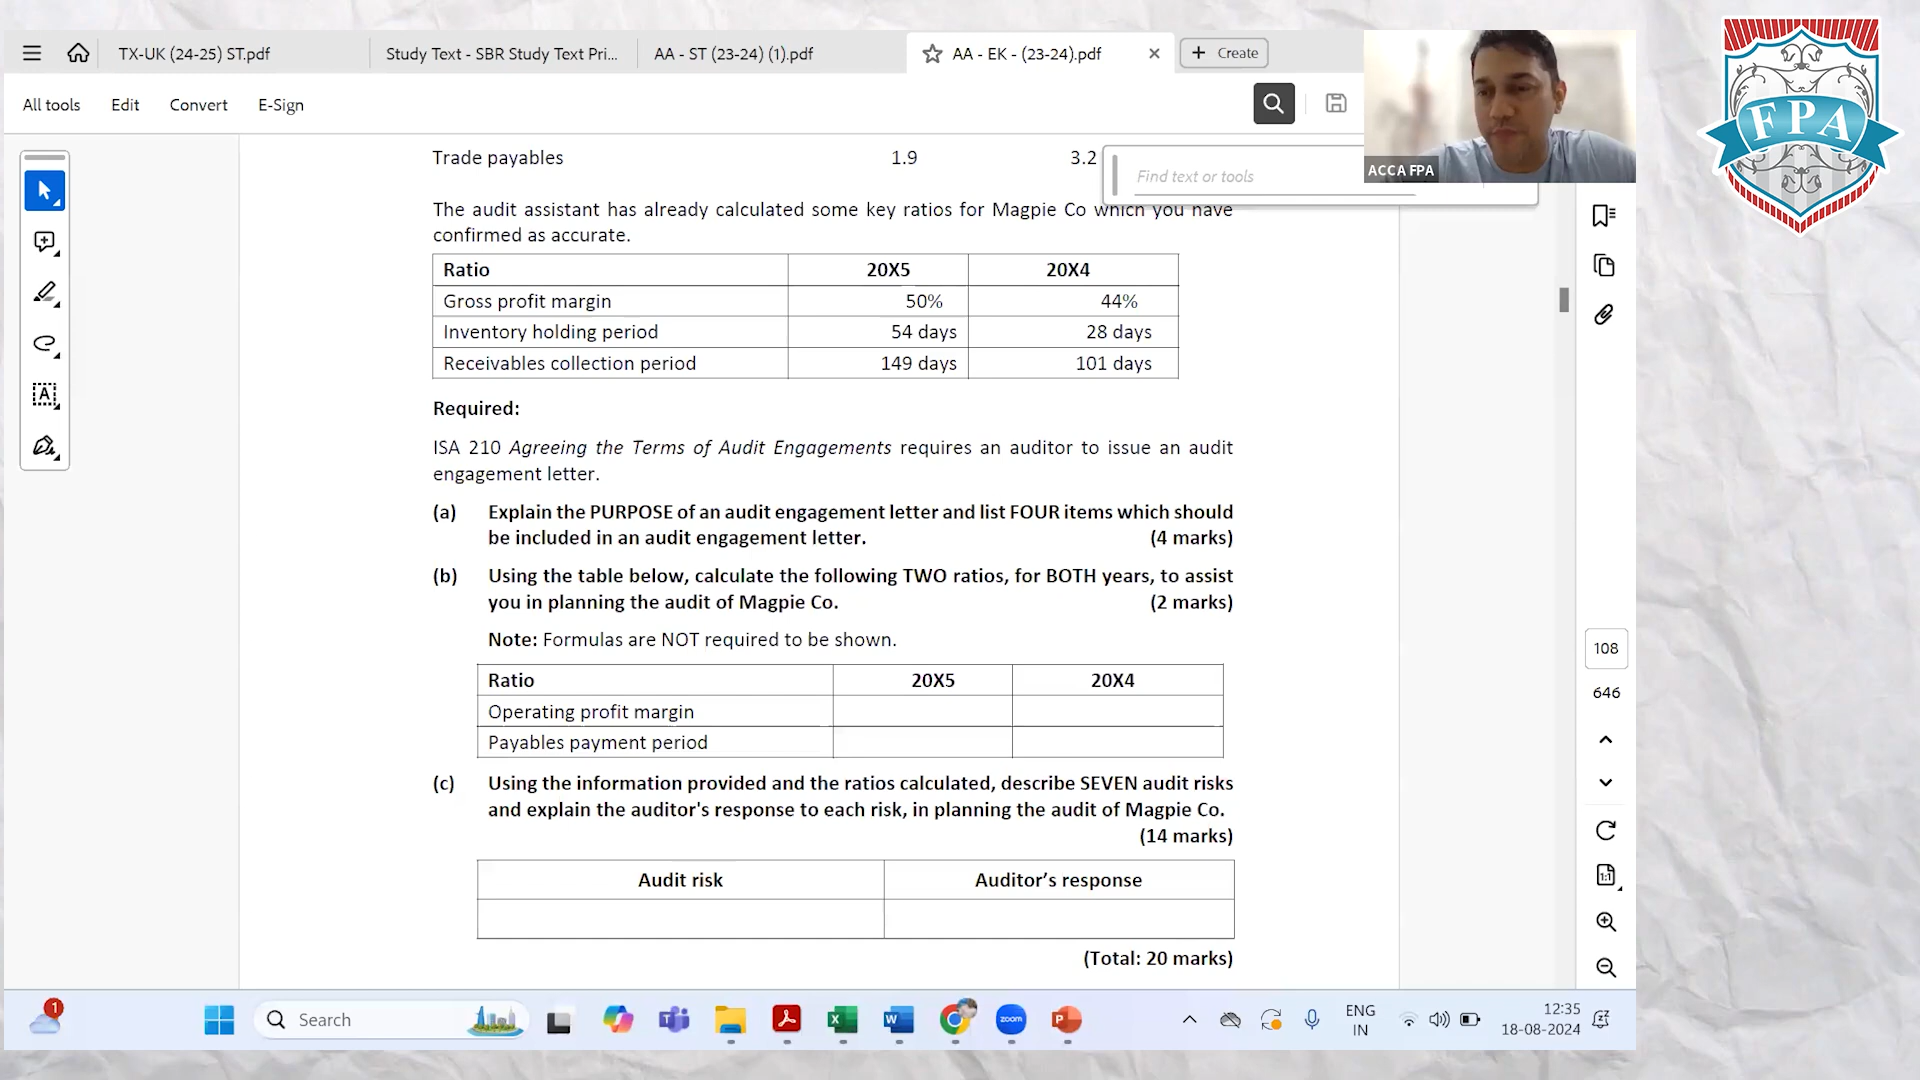 TX-UK (24-25) ST.pdf
Study Text - SBR Study Text Pri...
AA - ST (23-24) (1).pdf
AA - EK - (23-24).pdf
Create
All tools
Edit
Convert
E-Sign
Find text or tools
ACCA FPA
FPA
Trade payables 1.9 3.2
The audit assistant has already calculated some key ratios for Magpie Co which you have
confirmed as accurate.
Ratio 20X5 20X4
Gross profit margin 50% 44%
Inventory holding period 54 days 28 days
Receivables collection period 149 days 101 days
Required:
ISA 210 Agreeing the Terms of Audit Engagements requires an auditor to issue an audit
engagement letter.
(a) Explain the PURPOSE of an audit engagement letter and list FOUR items which should
be included in an audit engagement letter. (4 marks)
(b) Using the table below, calculate the following TWO ratios, for BOTH years, to assist
you in planning the audit of Magpie Co. (2 marks)
Note: Formulas are NOT required to be shown.
Ratio 20X5 20X4
Operating profit margin
Payables payment period
(c) Using the information provided and the ratios calculated, describe SEVEN audit risks
and explain the auditor's response to each risk, in planning the audit of Magpie Co.
(14 marks)
Audit risk Auditor's response
(Total: 20 marks)
108
646
1:1
1
Search
zoom
ENG
IN
12:35
18-08-2024